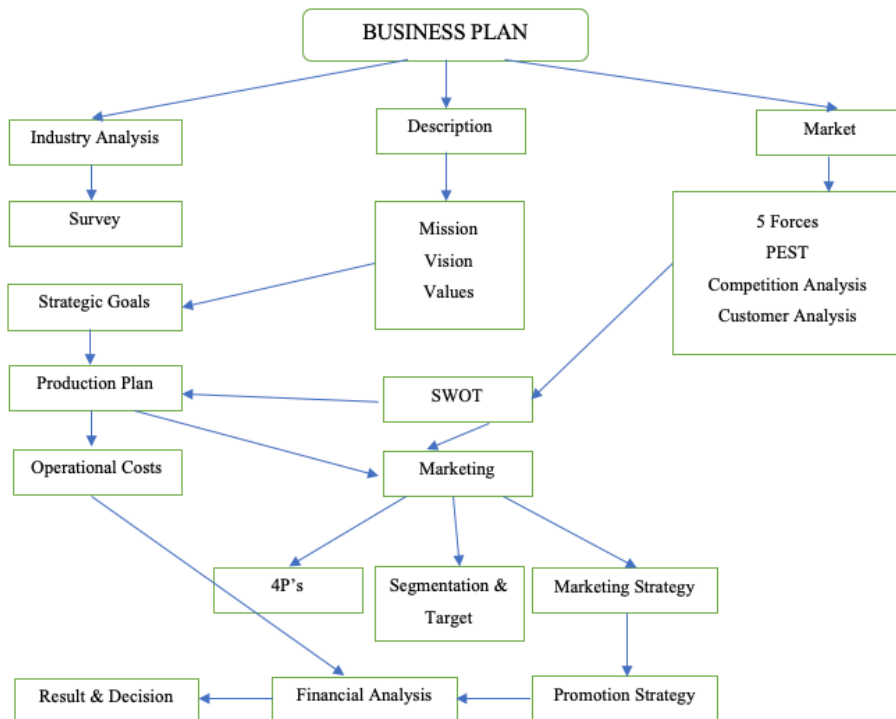 BUSINESS PLAN
Industry Analysis
Description
Market
Survey
Mission
Vision
Values
5 Forces
PEST
Competition Analysis
Customer Analysis
Strategic Goals
Production Plan
SWOT
Operational Costs
Marketing
4P’s
Segmentation &
Target
Marketing Strategy
Result & Decision
Financial Analysis
Promotion Strategy